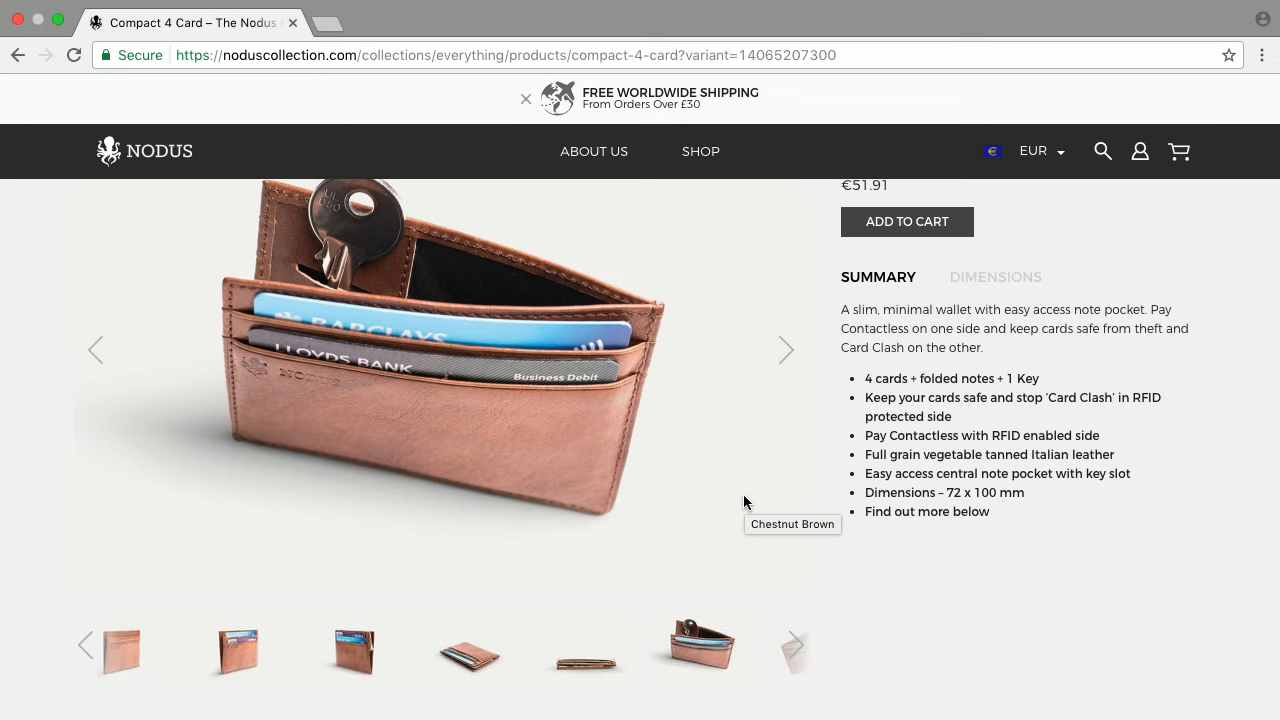 Compact 4 Card – The Nodus
Secure https://noduscollection.com/collections/everything/products/compact-4-card?variant=14065207300
FREE WORLDWIDE SHIPPING
From Orders Over £30
NODUS ABOUT US SHOP € EUR
€51.91
ADD TO CART
SUMMARY DIMENSIONS
A slim, minimal wallet with easy access note pocket. Pay
Contactless on one side and keep cards safe from theft and
Card Clash on the other.
• 4 cards + folded notes + 1 Key
• Keep your cards safe and stop ‘Card Clash’ in RFID
protected side
• Pay Contactless with RFID enabled side
• Full grain vegetable tanned Italian leather
• Easy access central note pocket with key slot
• Dimensions – 72 x 100 mm
• Find out more below
BARCLAYS
LLOYDS BANK
Business Debit
NODUS
Chestnut Brown